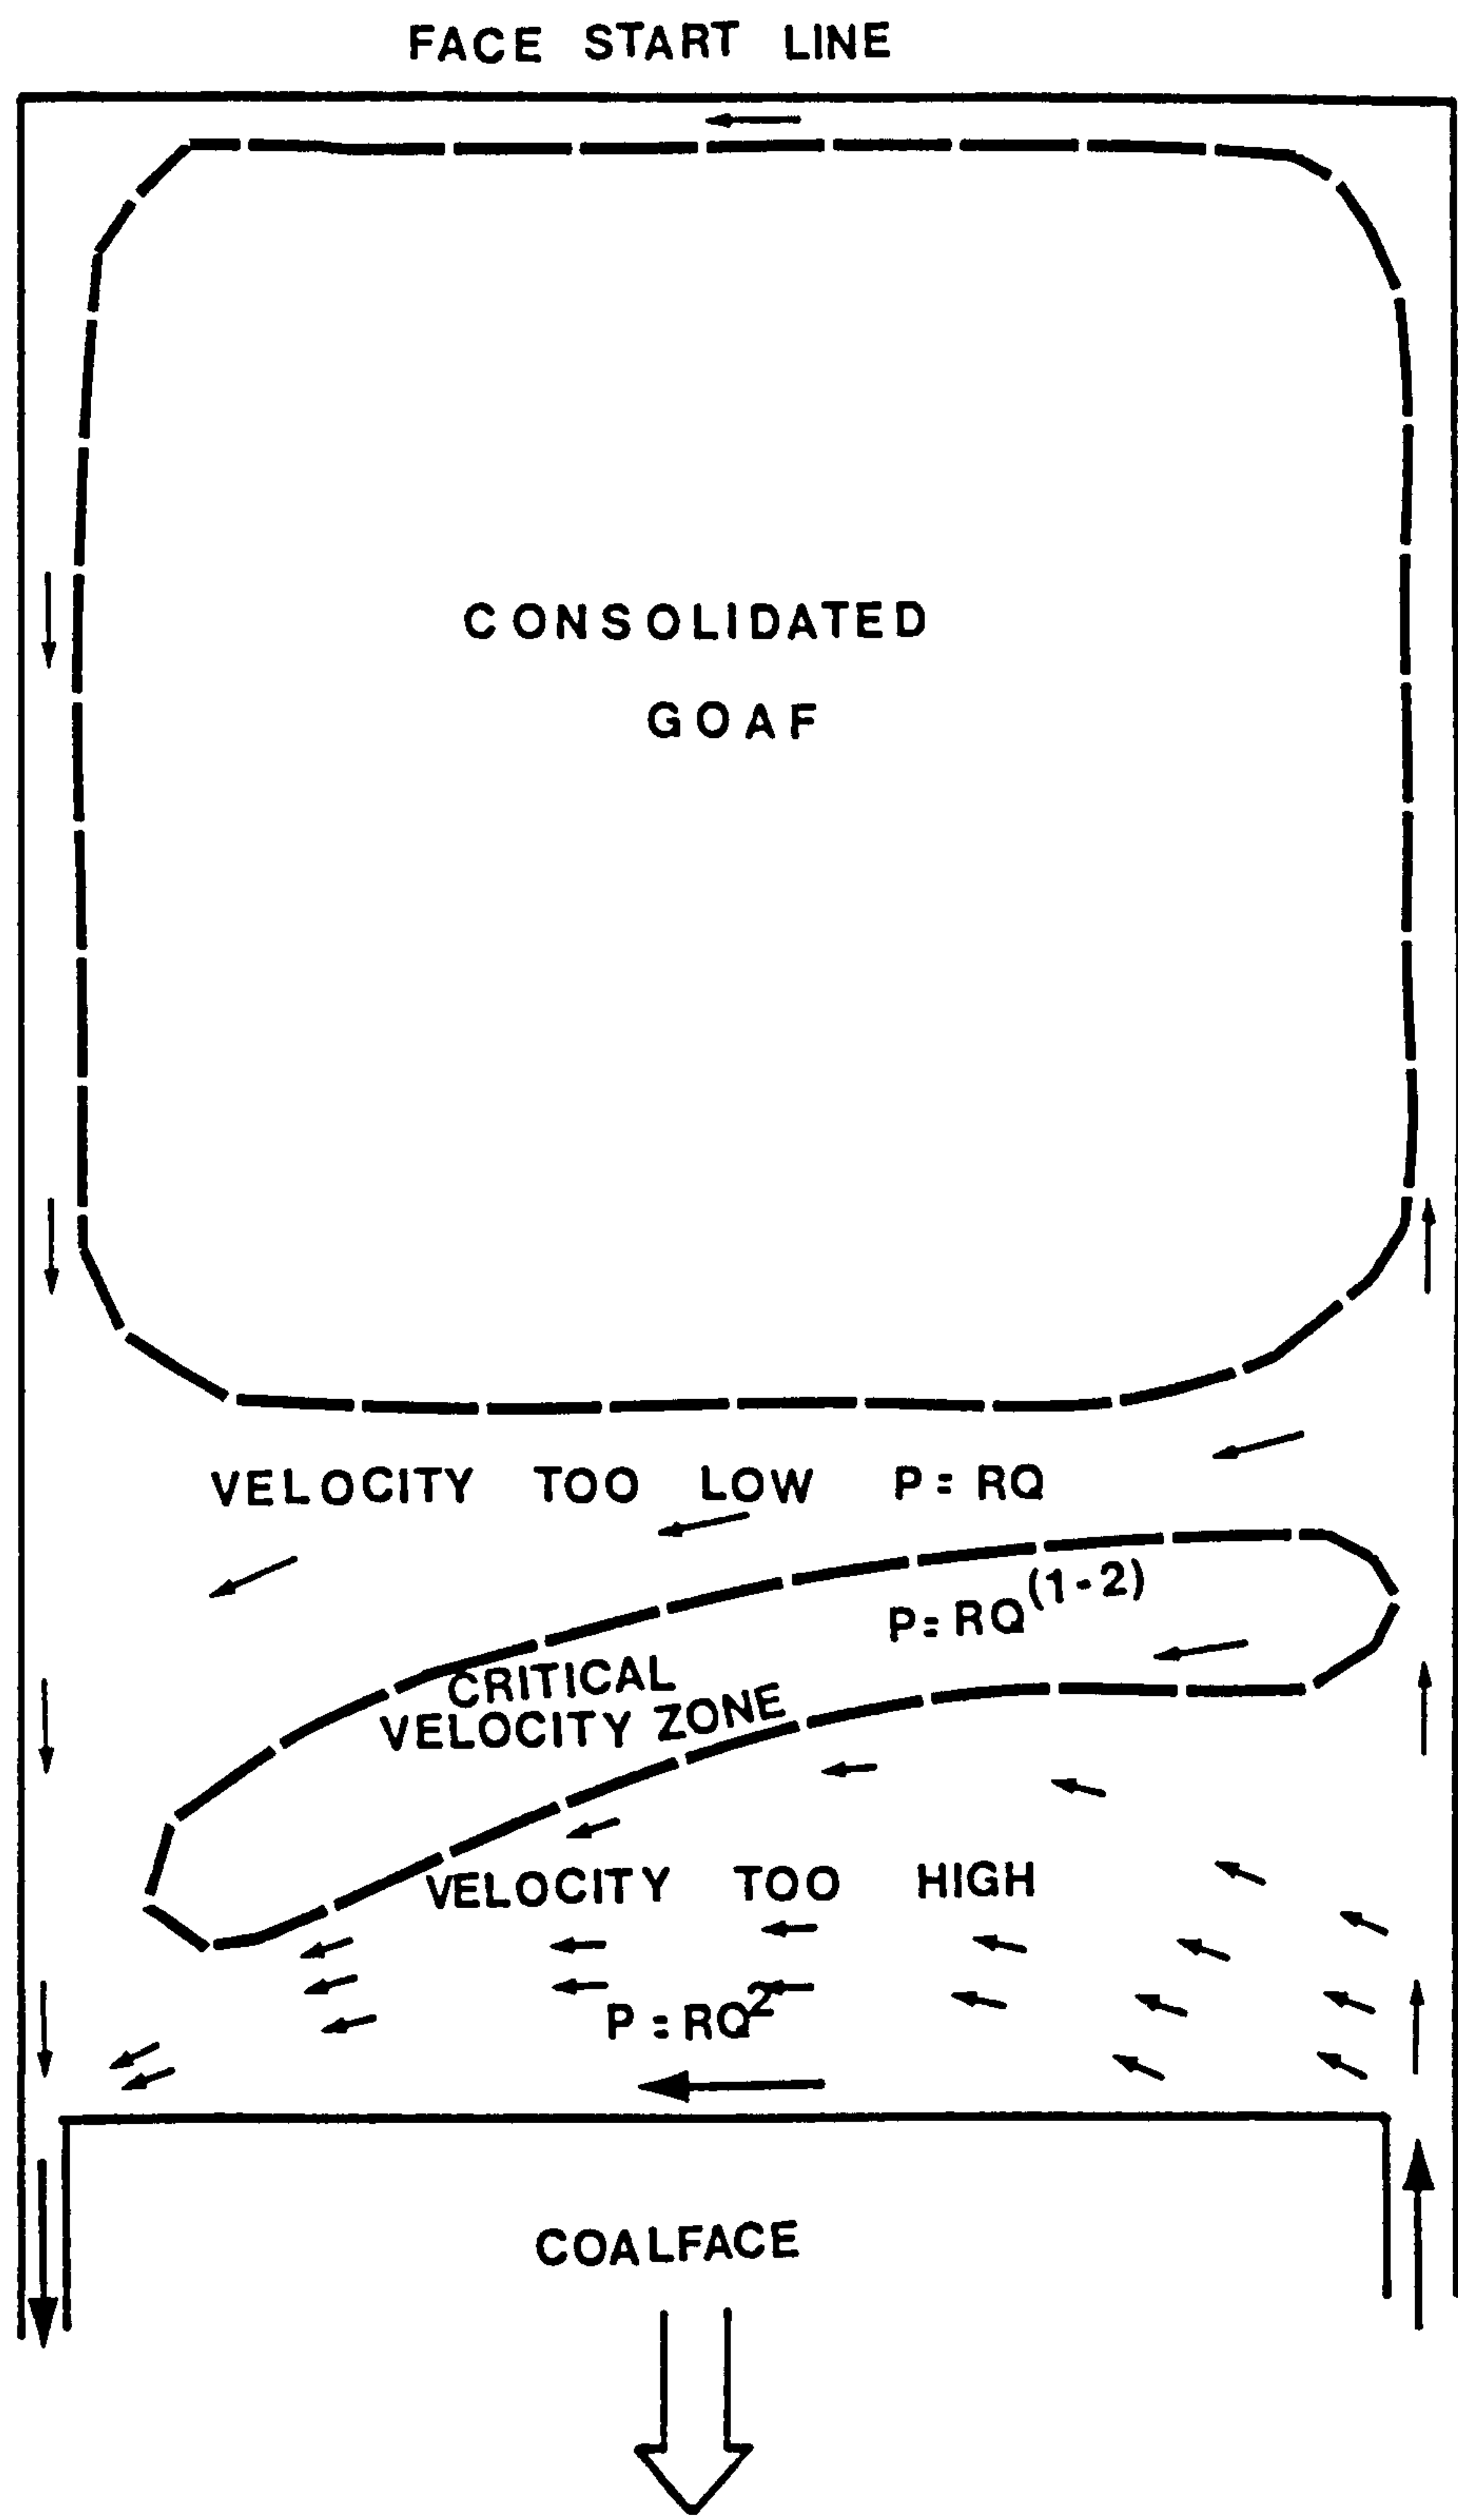 FACE START LINE
CONSOLIDATED
GOAF
VELOCITY TOO LOW P=RQ
P=RQ(1-2)
CRITICAL
VELOCITY ZONE
VELOCITY TOO HIGH
P=RQ2
COALFACE